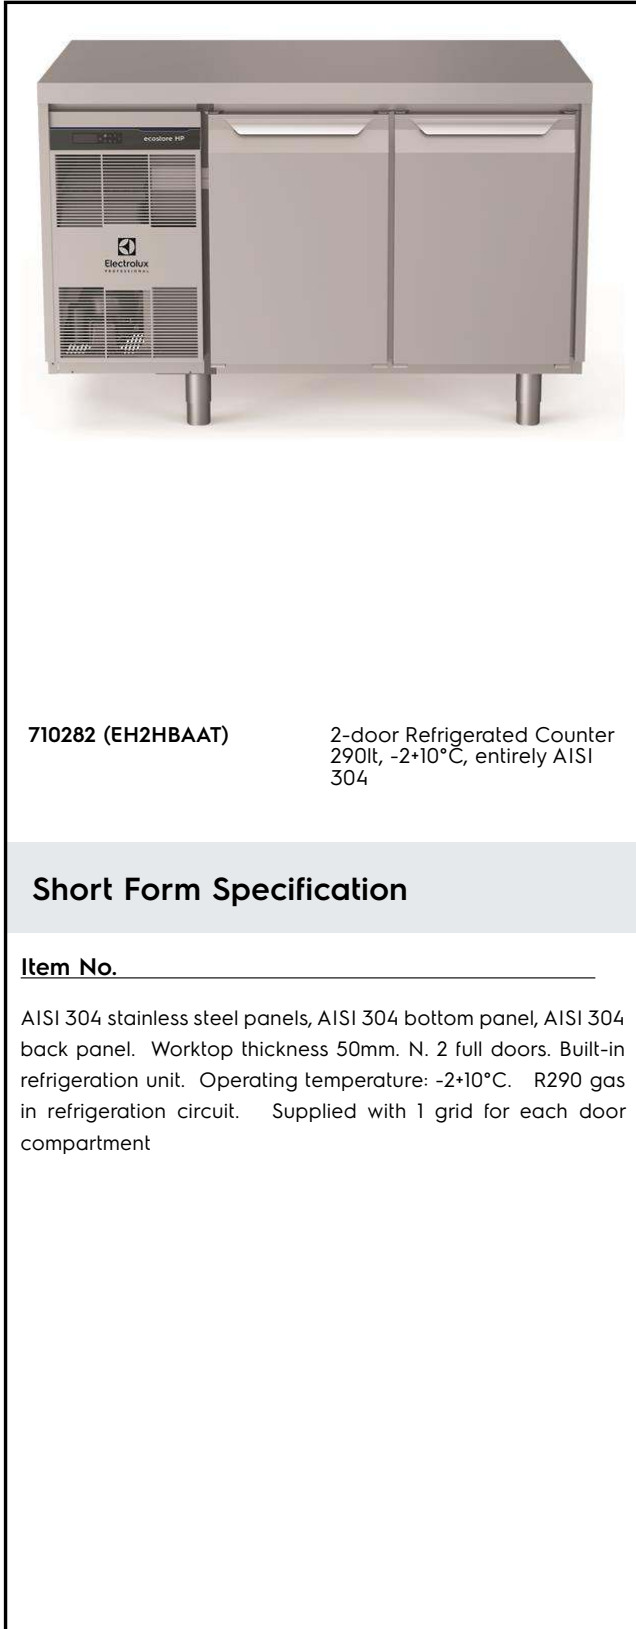 ecostore HP
Electrolux
PROFESSIONAL
710282 (EH2HBAAT)
2-door Refrigerated Counter
290lt, -2+10°C, entirely AISI
304
Short Form Specification
Item No.
AISI 304 stainless steel panels, AISI 304 bottom panel, AISI 304
back panel. Worktop thickness 50mm. N. 2 full doors. Built-in
refrigeration unit. Operating temperature: -2+10°C. R290 gas
in refrigeration circuit. Supplied with 1 grid for each door
compartment